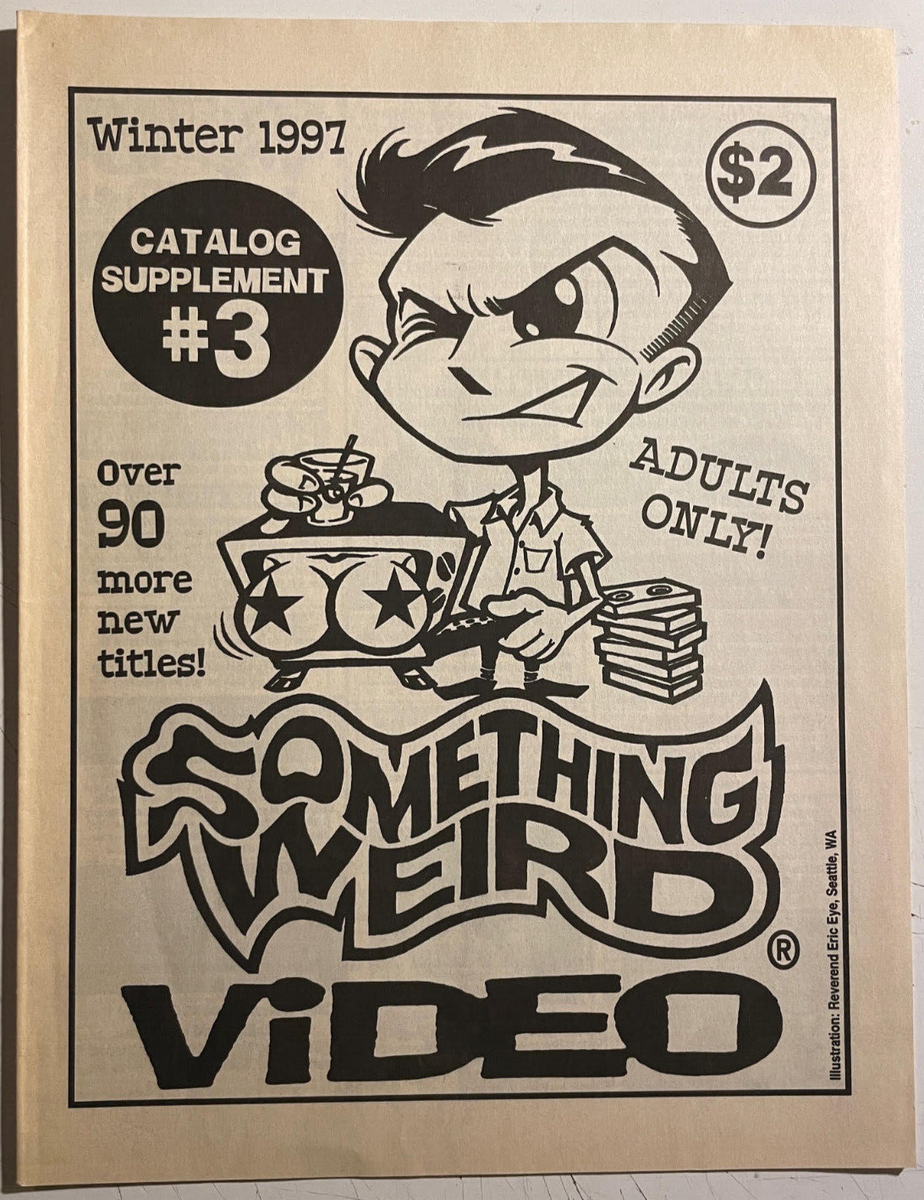 Winter 1997
$2
CATALOG
SUPPLEMENT
#3
Over
90
more
new
titles!
ADULTS
ONLY!
SOMETHING
WEIRD
®
ViDEO
Illustration: Reverend Eric Eye, Seattle, WA